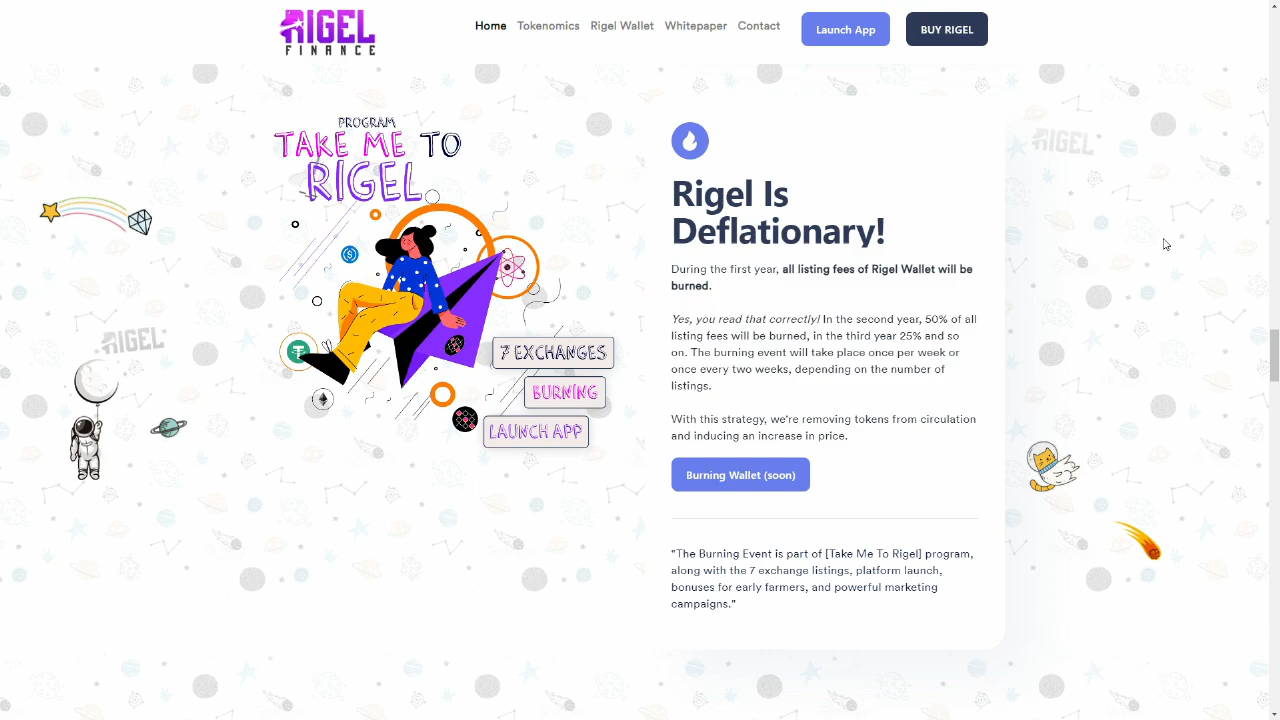 RIGEL
FINANCE
Home Tokenomics Rigel Wallet Whitepaper Contact Launch App BUY RIGEL
PROGRAM
TAKE ME TO
RIGEL
7 EXCHANGES
BURNING
LAUNCH APP
Rigel Is
Deflationary!
During the first year, all listing fees of Rigel Wallet will be
burned.
Yes, you read that correctly! In the second year, 50% of all
listing fees will be burned, in the third year 25% and so
on. The burning event will take place once per week or
once every two weeks, depending on the number of
listings.
With this strategy, we're removing tokens from circulation
and inducing an increase in price.
Burning Wallet (soon)
"The Burning Event is part of [Take Me To Rigel] program,
along with the 7 exchange listings, platform launch,
bonuses for early farmers, and powerful marketing
campaigns."
RIGEL
RIGEL